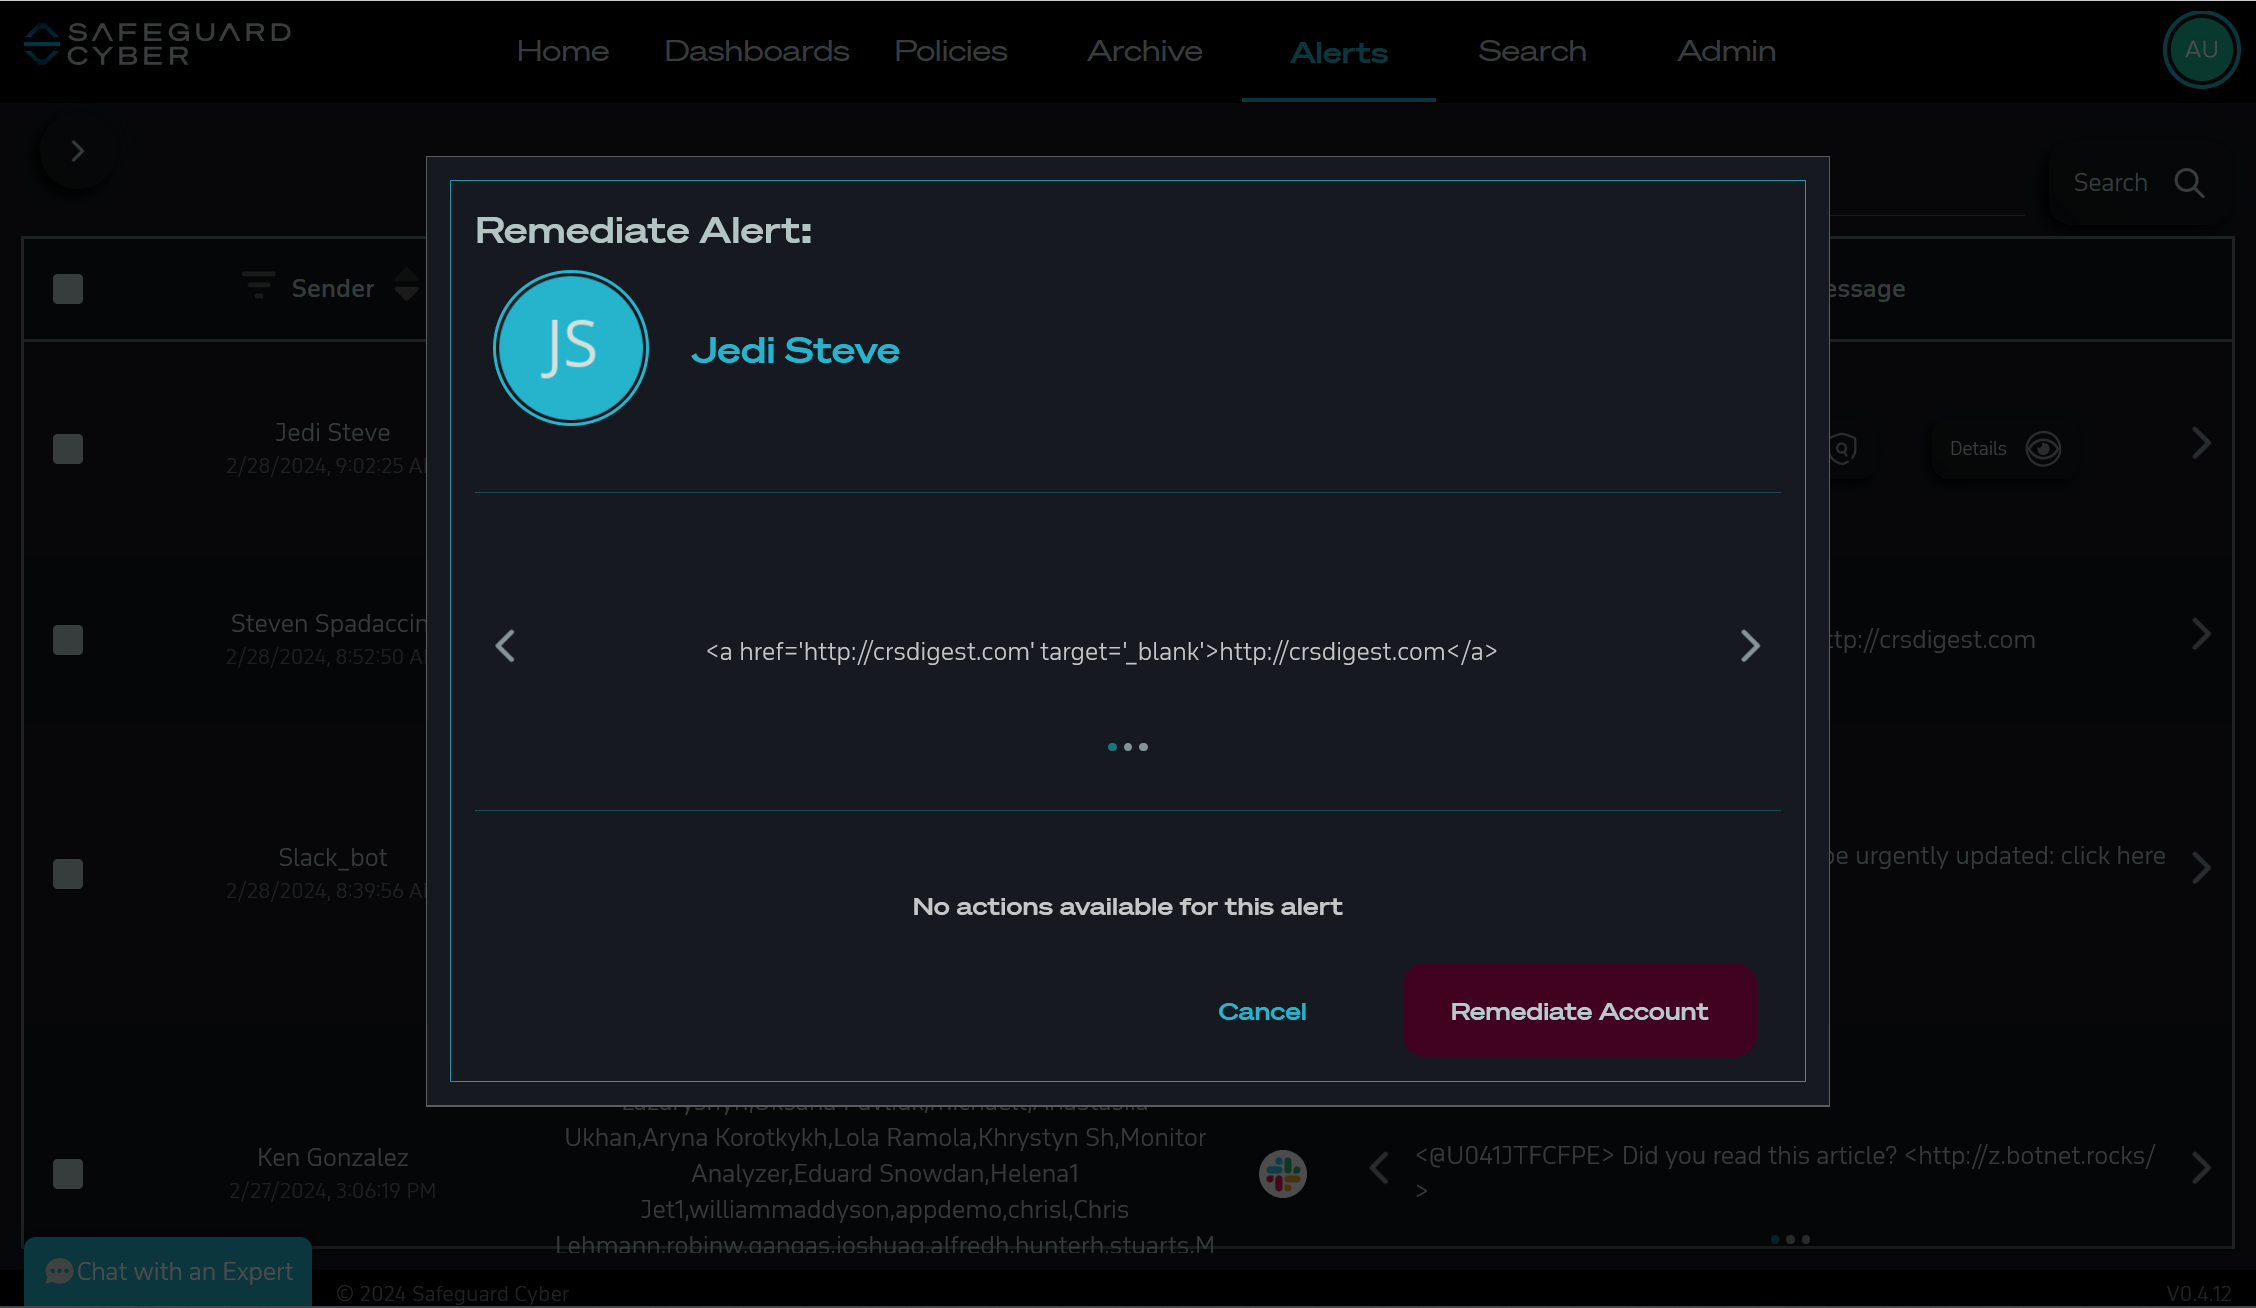 SAFEGUARD
CYBER
Home
Dashboards
Policies
Archive
Alerts
Search
Admin
AU
Search
Remediate Alert:
JS
Jedi Steve
Sender
essage
Jedi Steve
2/28/2024, 9:02:25 A
Details
Steven Spadaccin
2/28/2024, 8:52:50 A
<a href='http://crsdigest.com' target='_blank'>http://crsdigest.com</a>
ttp://crsdigest.com
Slack_bot
2/28/2024, 8:39:56 A
be urgently updated: click here
No actions available for this alert
Cancel
Remediate Account
Ukhan,Aryna Korotkykh,Lola Ramola,Khrystyn Sh,Monitor
Analyzer,Eduard Snowdan,Helena1
Jet1,williammaddyson,appdemo,chrisl,Chris
Lehmann,robinw,gangas,joshuag,alfredh,hunterh,stuarts,M
Ken Gonzalez
2/27/2024, 3:06:19 PM
<@U041JTFCFPE> Did you read this article? <http://z.botnet.rocks/
>
Chat with an Expert
© 2024 Safeguard Cyber
V0.4.12